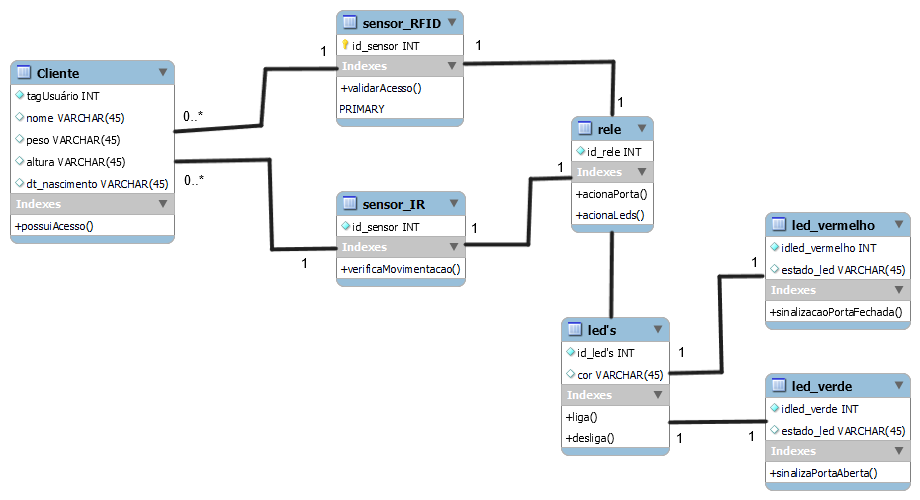 Cliente
tagUsuário INT
nome VARCHAR(45)
peso VARCHAR(45)
altura VARCHAR(45)
dt_nascimento VARCHAR(45)
Indexes
+possuiAcesso()
0..*
1
0..*
1
sensor_RFID
id_sensor INT
Indexes
+validarAcesso()
PRIMARY
1
1
sensor_IR
id_sensor INT
Indexes
+verificaMovimentacao()
1
1
rele
id_rele INT
Indexes
+acionaPorta()
+acionaLeds()
led's
id_led's INT
cor VARCHAR(45)
Indexes
+liga()
+desliga()
1
1
1
1
led_vermelho
idled_vermelho INT
estado_led VARCHAR(45)
Indexes
+sinalizacaoPortaFechada()
led_verde
idled_verde INT
estado_led VARCHAR(45)
Indexes
+sinalizaPortaAberta()